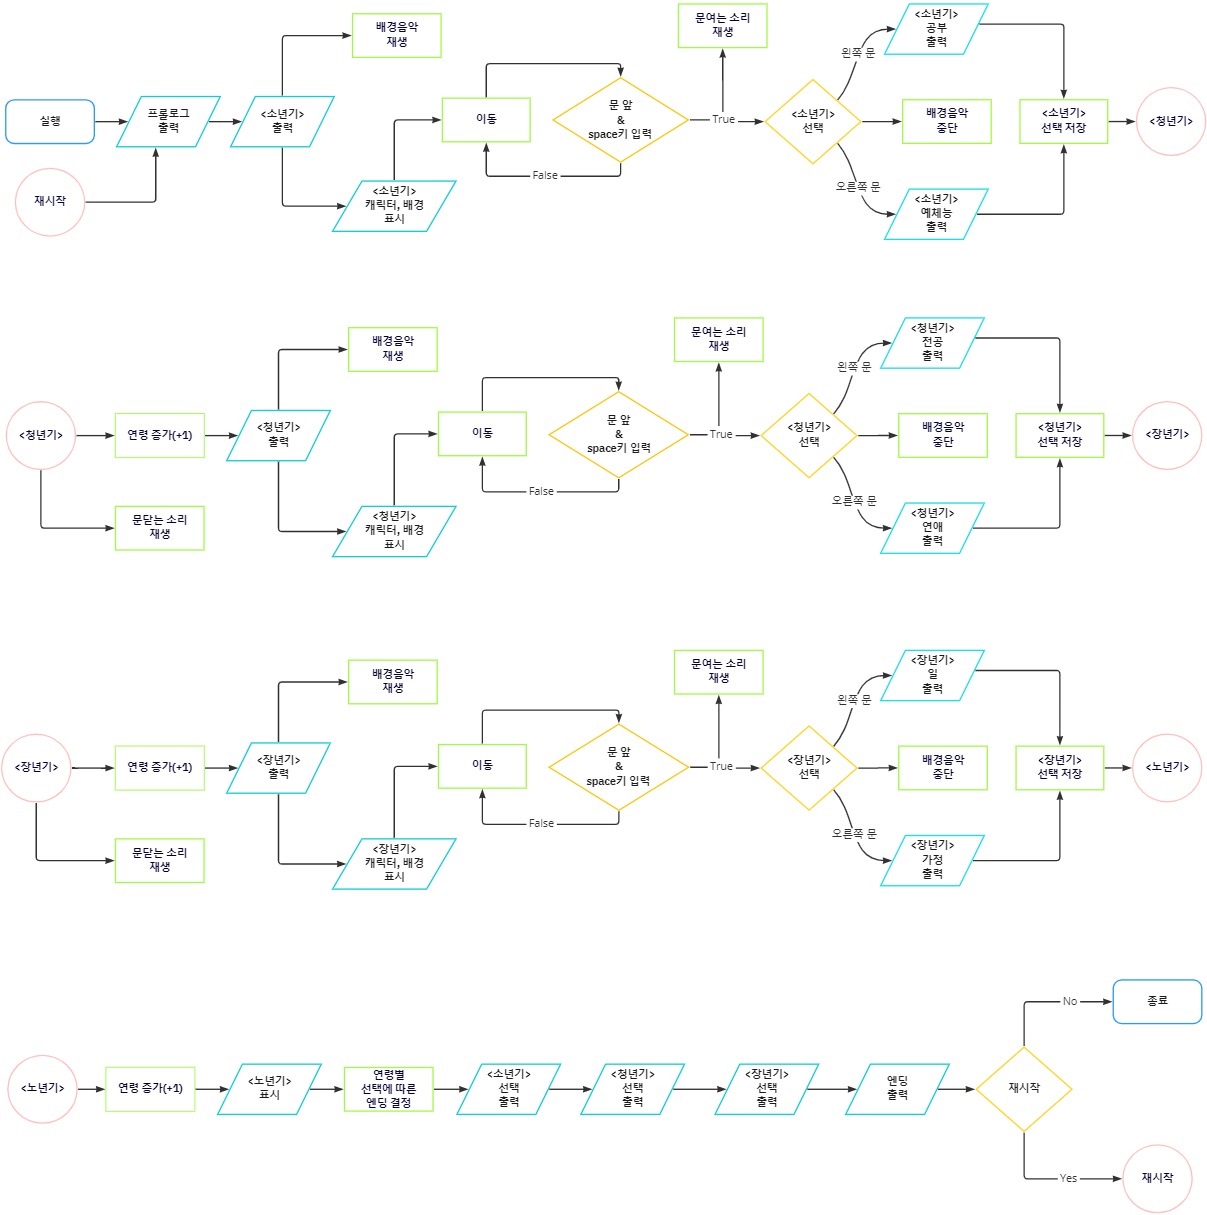 실행
재시작
프롤로그
출력
<소년기>
출력
배경음악
재생
<소년기>
캐릭터, 배경
표시
이동
문 앞
&
space키 입력
False
True
문여는 소리
재생
<소년기>
선택
왼쪽 문
오른쪽 문
<소년기>
공부
출력
배경음악
중단
<소년기>
예체능
출력
<소년기>
선택 저장
<청년기>
<청년기>
연령 증가(+1)
문닫는 소리
재생
<청년기>
출력
배경음악
재생
<청년기>
캐릭터, 배경
표시
이동
문 앞
&
space키 입력
False
True
문여는 소리
재생
<청년기>
선택
왼쪽 문
오른쪽 문
<청년기>
전공
출력
배경음악
중단
<청년기>
연애
출력
<청년기>
선택 저장
<장년기>
<장년기>
연령 증가(+1)
문닫는 소리
재생
<장년기>
출력
배경음악
재생
<장년기>
캐릭터, 배경
표시
이동
문 앞
&
space키 입력
False
True
문여는 소리
재생
<장년기>
선택
왼쪽 문
오른쪽 문
<장년기>
일
출력
배경음악
중단
<장년기>
가정
출력
<장년기>
선택 저장
<노년기>
<노년기>
연령 증가(+1)
<노년기>
표시
연령별
선택에 따른
엔딩 결정
<소년기>
선택
출력
<청년기>
선택
출력
<장년기>
선택
출력
엔딩
출력
재시작
No
종료
Yes
재시작